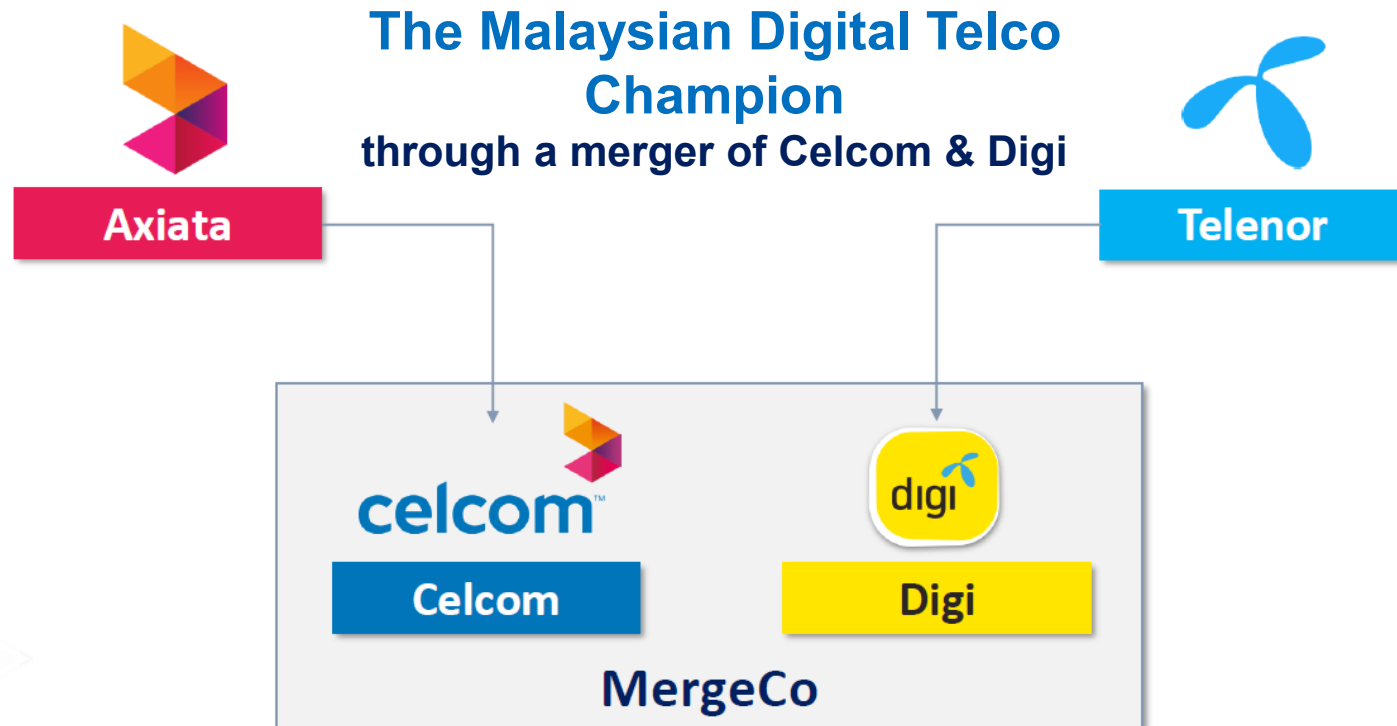 The Malaysian Digital Telco
Champion
through a merger of Celcom & Digi
Axiata
Telenor
celcom™
digi
Celcom
Digi
MergeCo